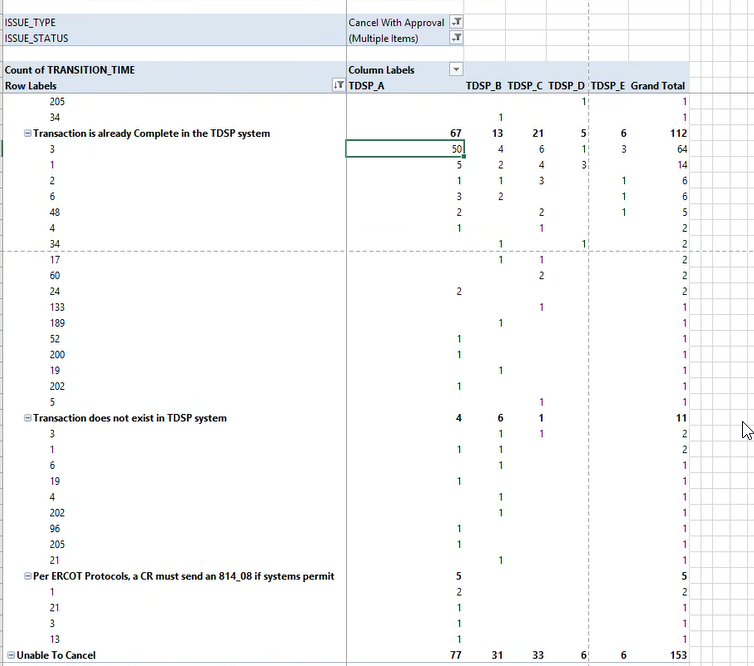 ISSUE_TYPE Cancel With Approval
ISSUE_STATUS (Multiple Items)
Count of TRANSITION_TIME Column Labels
Row Labels TDSP_A TDSP_B TDSP_C TDSP_D TDSP_E Grand Total
205 1 1
34 1 1
Transaction is already Complete in the TDSP system 67 13 21 5 6 112
3 50 4 6 1 3 64
1 5 2 4 3 14
2 1 1 3 1 6
6 3 2 1 6
48 2 2 1 5
4 1 1 2
34 1 1 2
17 1 1 2
60 2 2
24 2 2
133 1 1
189 1 1
52 1 1
200 1 1
19 1 1
202 1 1
5 1 1
Transaction does not exist in TDSP system 4 6 1 11
3 1 1 2
1 1 1 2
6 1 1
19 1 1
4 1 1
202 1 1
96 1 1
205 1 1
21 1 1
Per ERCOT Protocols, a CR must send an 814_08 if systems permit 5 5
1 2 2
21 1 1
3 1 1
13 1 1
Unable To Cancel 77 31 33 6 6 153